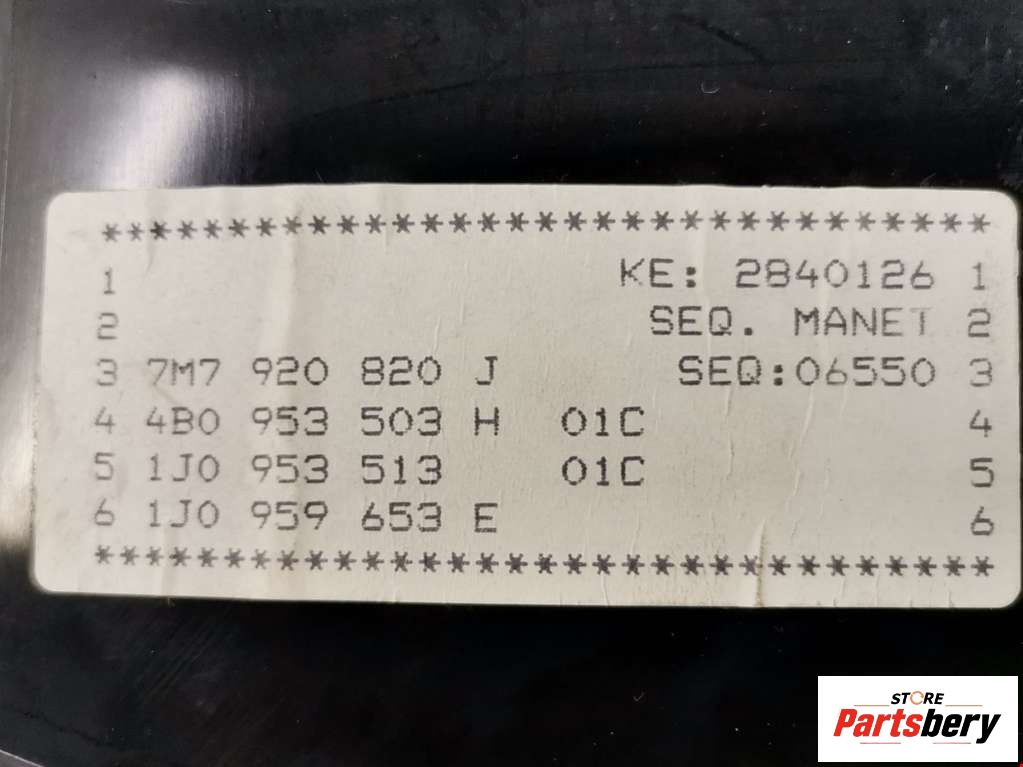 *********************************
1 KE: 2840126 1
2 SEQ. MANET 2
3 7M7 920 820 J SEQ:06550 3
4 4B0 953 503 H 01C 4
5 1J0 953 513 01C 5
6 1J0 959 653 E 6
*********************************
STORE
Partsbery